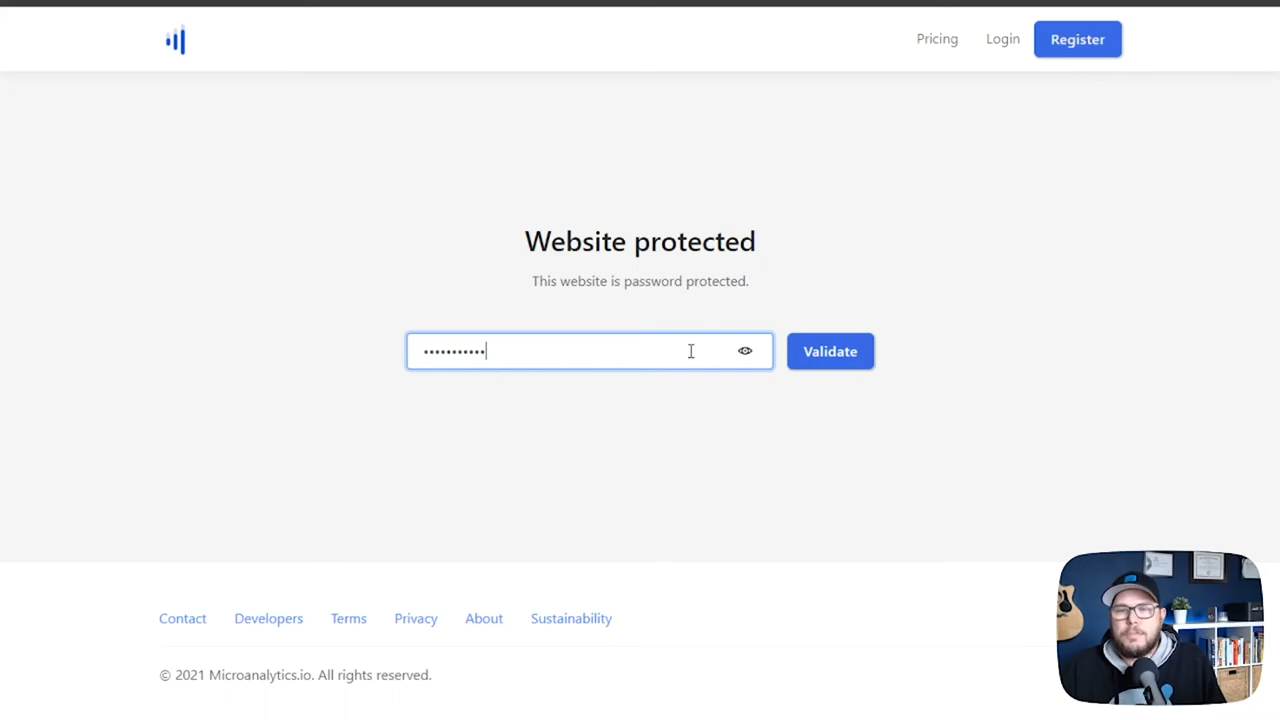 Pricing Login Register
Website protected
This website is password protected.
••••••••••• Validate
Contact Developers Terms Privacy About Sustainability
© 2021 Microanalytics.io. All rights reserved.